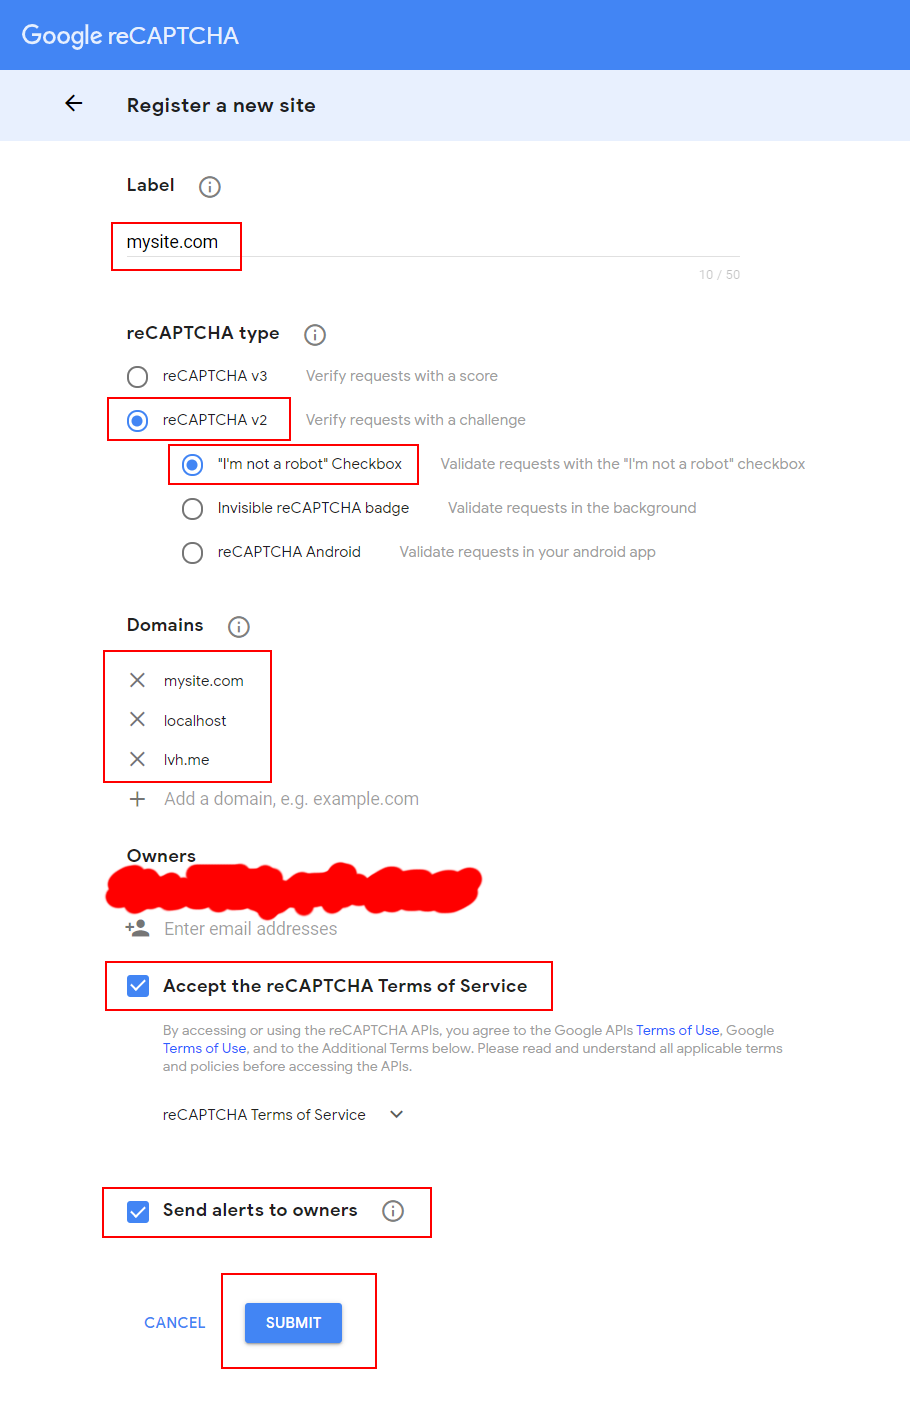 Google reCAPTCHA
Register a new site
Label
mysite.com
10 / 50
reCAPTCHA type
reCAPTCHA v3 Verify requests with a score
reCAPTCHA v2 Verify requests with a challenge
"I'm not a robot" Checkbox Validate requests with the "I'm not a robot" checkbox
Invisible reCAPTCHA badge Validate requests in the background
reCAPTCHA Android Validate requests in your android app
Domains
mysite.com
localhost
lvh.me
Add a domain, e.g. example.com
Owners
Enter email addresses
Accept the reCAPTCHA Terms of Service
By accessing or using the reCAPTCHA APIs, you agree to the Google APIs Terms of Use, Google
Terms of Use, and to the Additional Terms below. Please read and understand all applicable terms
and policies before accessing the APIs.
reCAPTCHA Terms of Service
Send alerts to owners
CANCEL SUBMIT